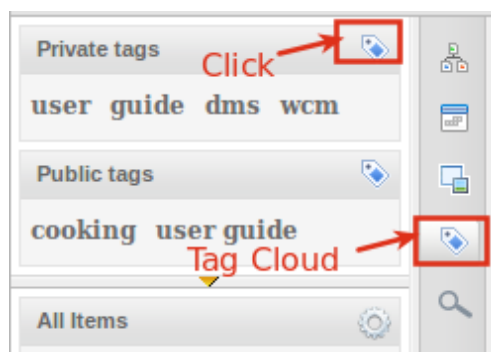 Private tags
Click
user guide dms wcm
Public tags
cooking user guide
Tag Cloud
All Items